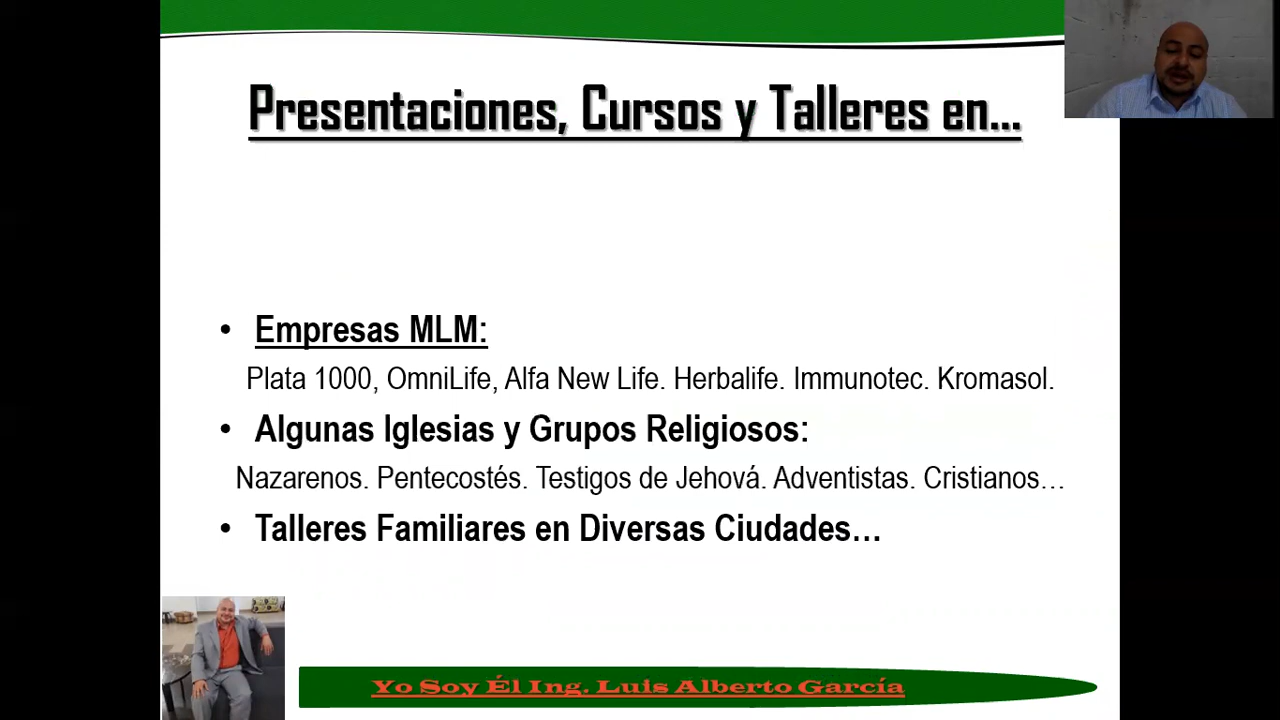 Presentaciones, Cursos y Talleres en...
• Empresas MLM:
Plata 1000, OmniLife, Alfa New Life. Herbalife. Immunotec. Kromasol.
• Algunas Iglesias y Grupos Religiosos:
Nazarenos. Pentecostés. Testigos de Jehová. Adventistas. Cristianos…
• Talleres Familiares en Diversas Ciudades…
Yo Soy Él Ing. Luis Alberto García